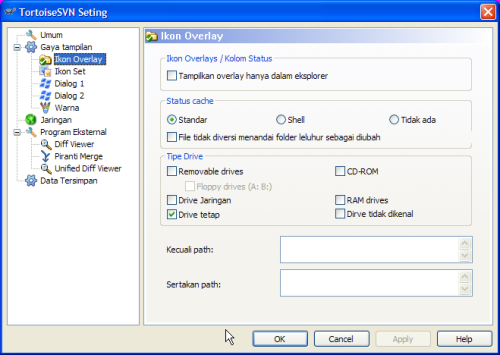 TortoiseSVN Seting
Umum
Gaya tampilan
Ikon Overlay
Ikon Set
Dialog 1
Dialog 2
Warna
Jaringan
Program Eksternal
Diff Viewer
Piranti Merge
Unified Diff Viewer
Data Tersimpan
Ikon Overlay
Ikon Overlays / Kolom Status
Tampilkan overlay hanya dalam eksplorer
Status cache
Standar Shell Tidak ada
File tidak diversi menandai folder leluhur sebagai diubah
Tipe Drive
Removable drives CD-ROM
Floppy drives (A: B:)
Drive Jaringan RAM drives
Drive tetap Dirve tidak dikenal
Kecuali path:
Sertakan path:
OK Cancel Apply Help